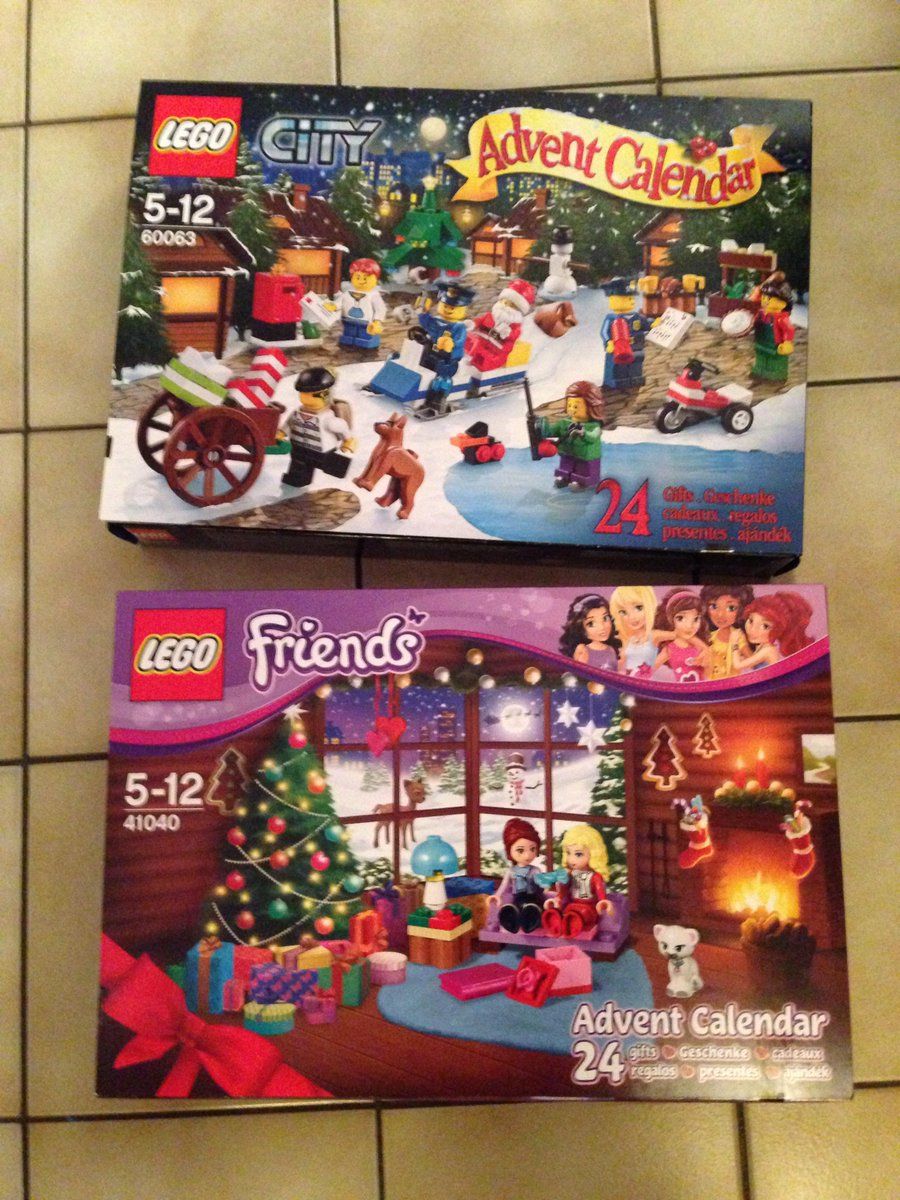 LEGO
CITY
Advent Calendar
5-12
60063
24
Gifts . Geschenke
cadeaux . regalos
presentes . ajándék
LEGO
Friends
5-12
41040
Advent Calendar
24
gifts Geschenke cadeaux
regalos presentes ajándék